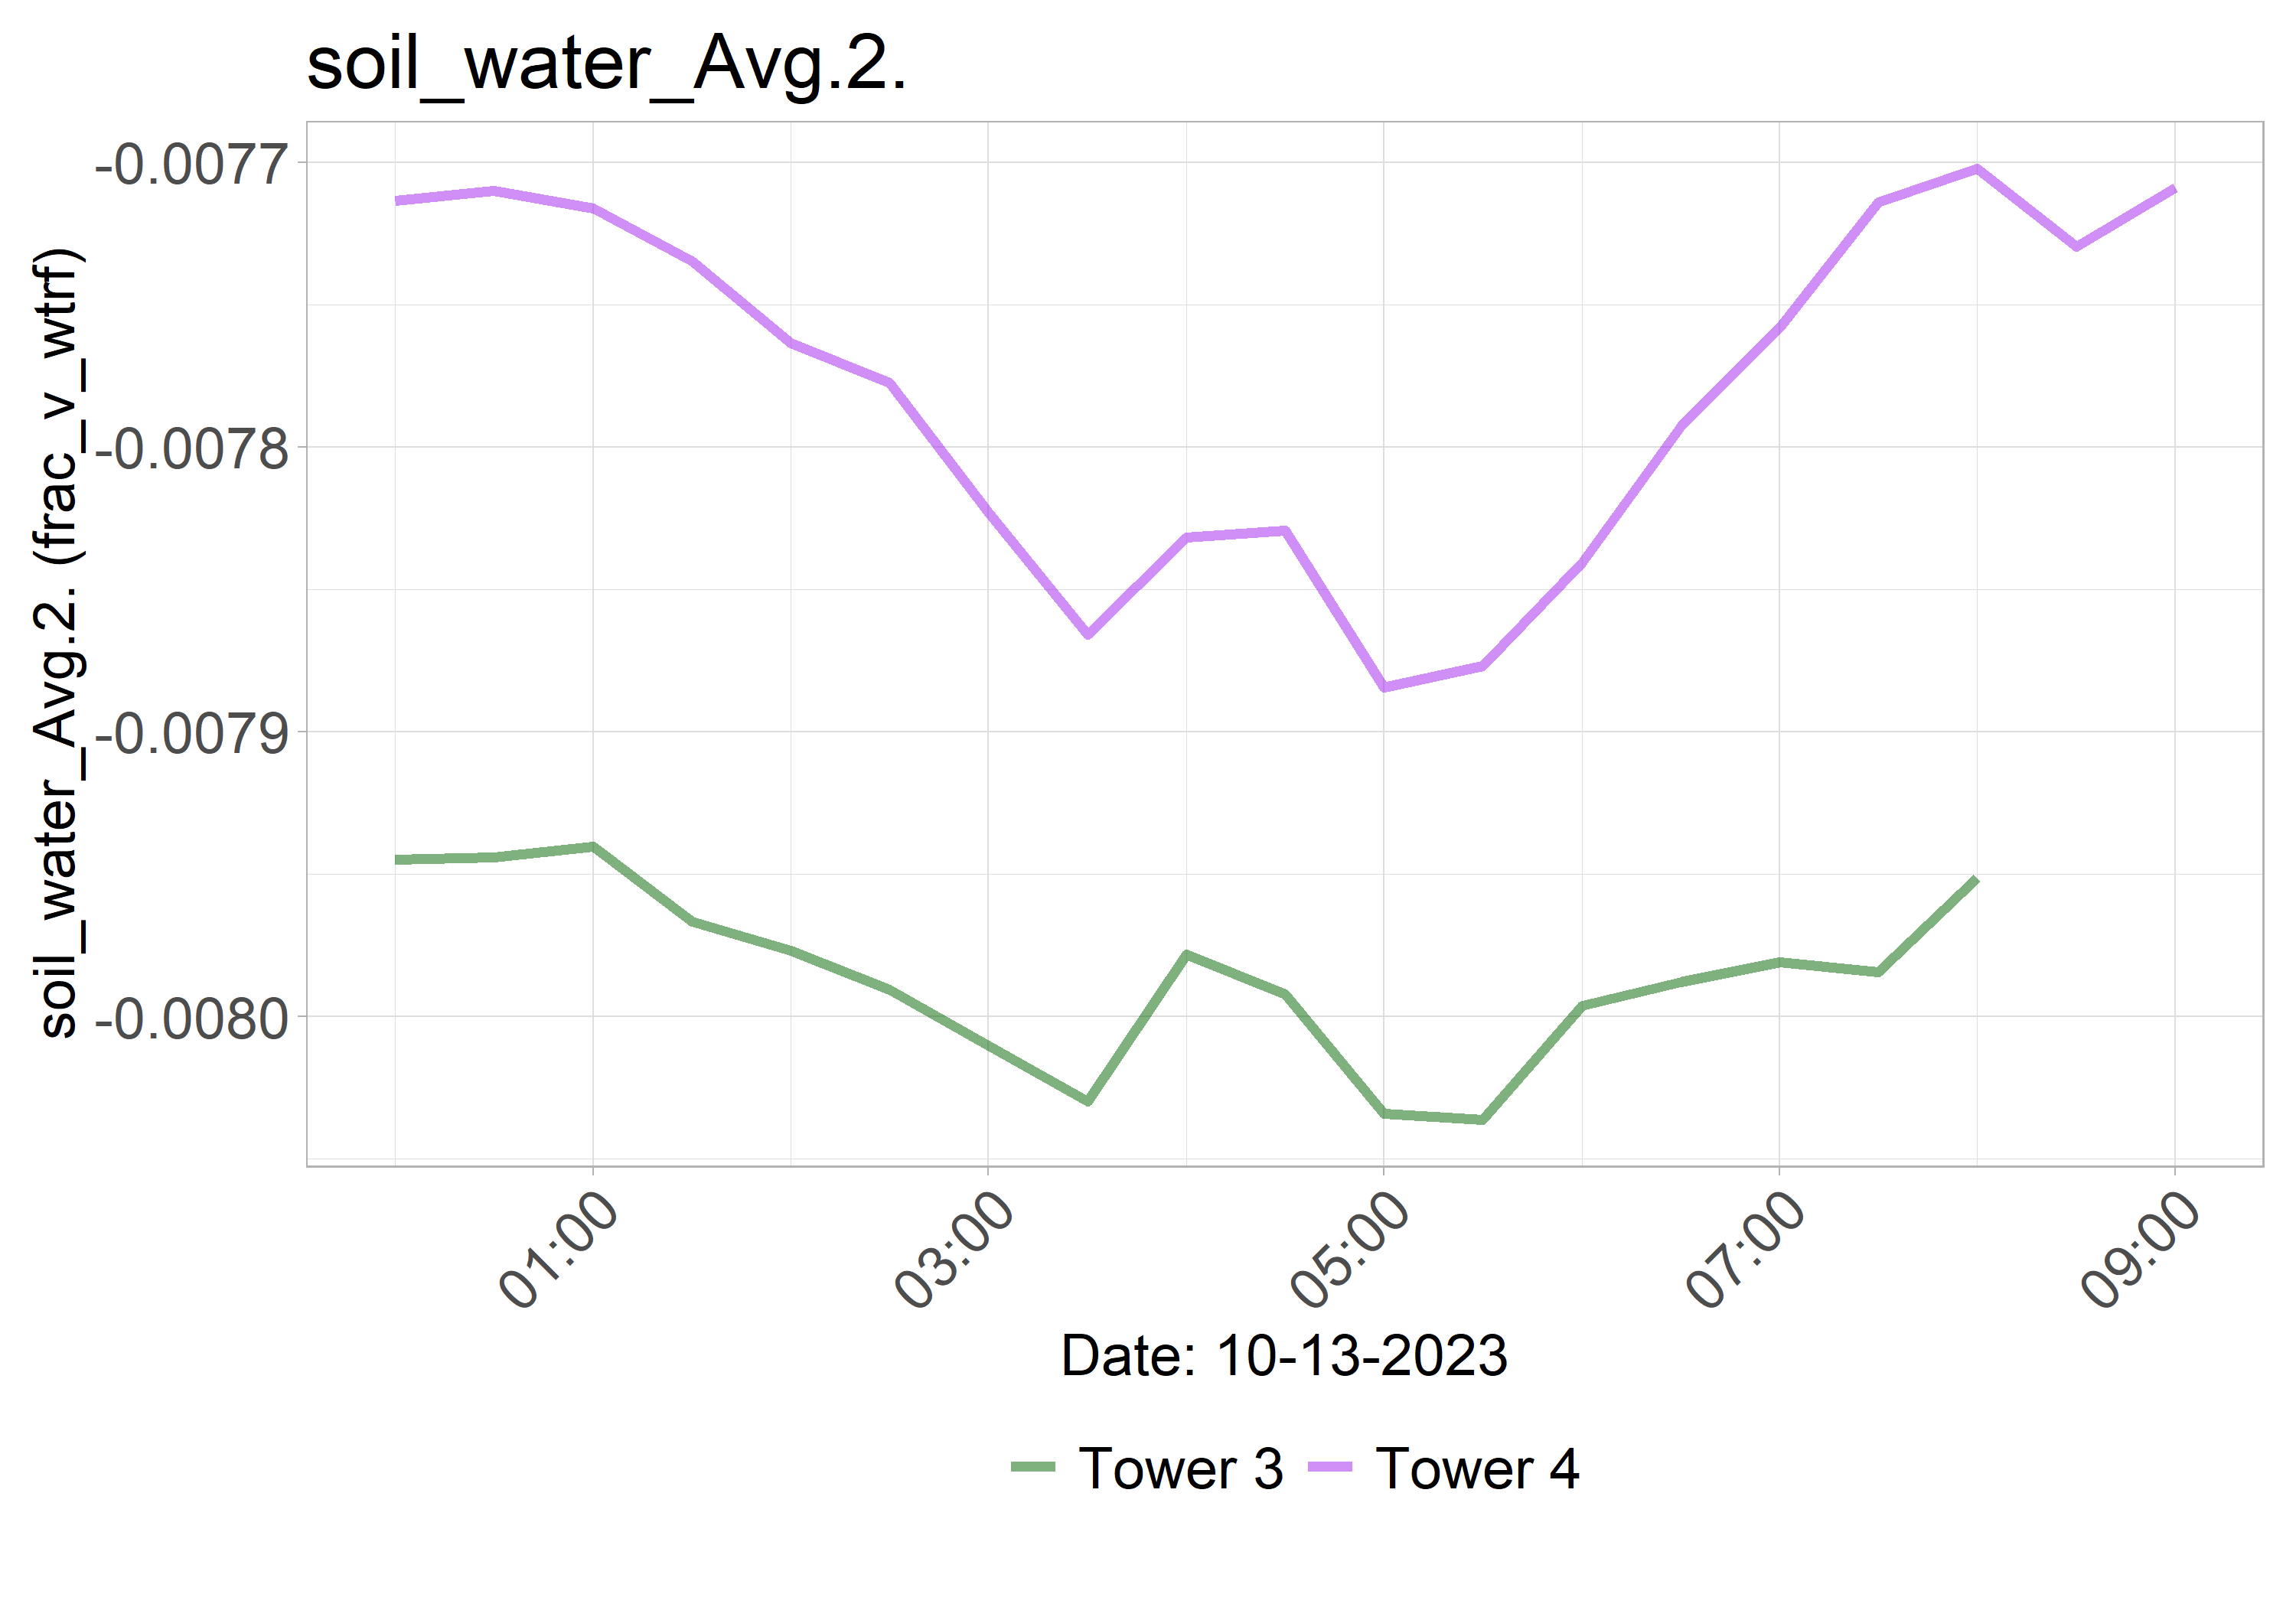 soil_water_Avg.2.
soil_water_Avg.2. (frac_v_wtrf)
-0.0077
-0.0078
-0.0079
-0.0080
01:00
03:00
05:00
07:00
09:00
Date: 10-13-2023
Tower 3
Tower 4